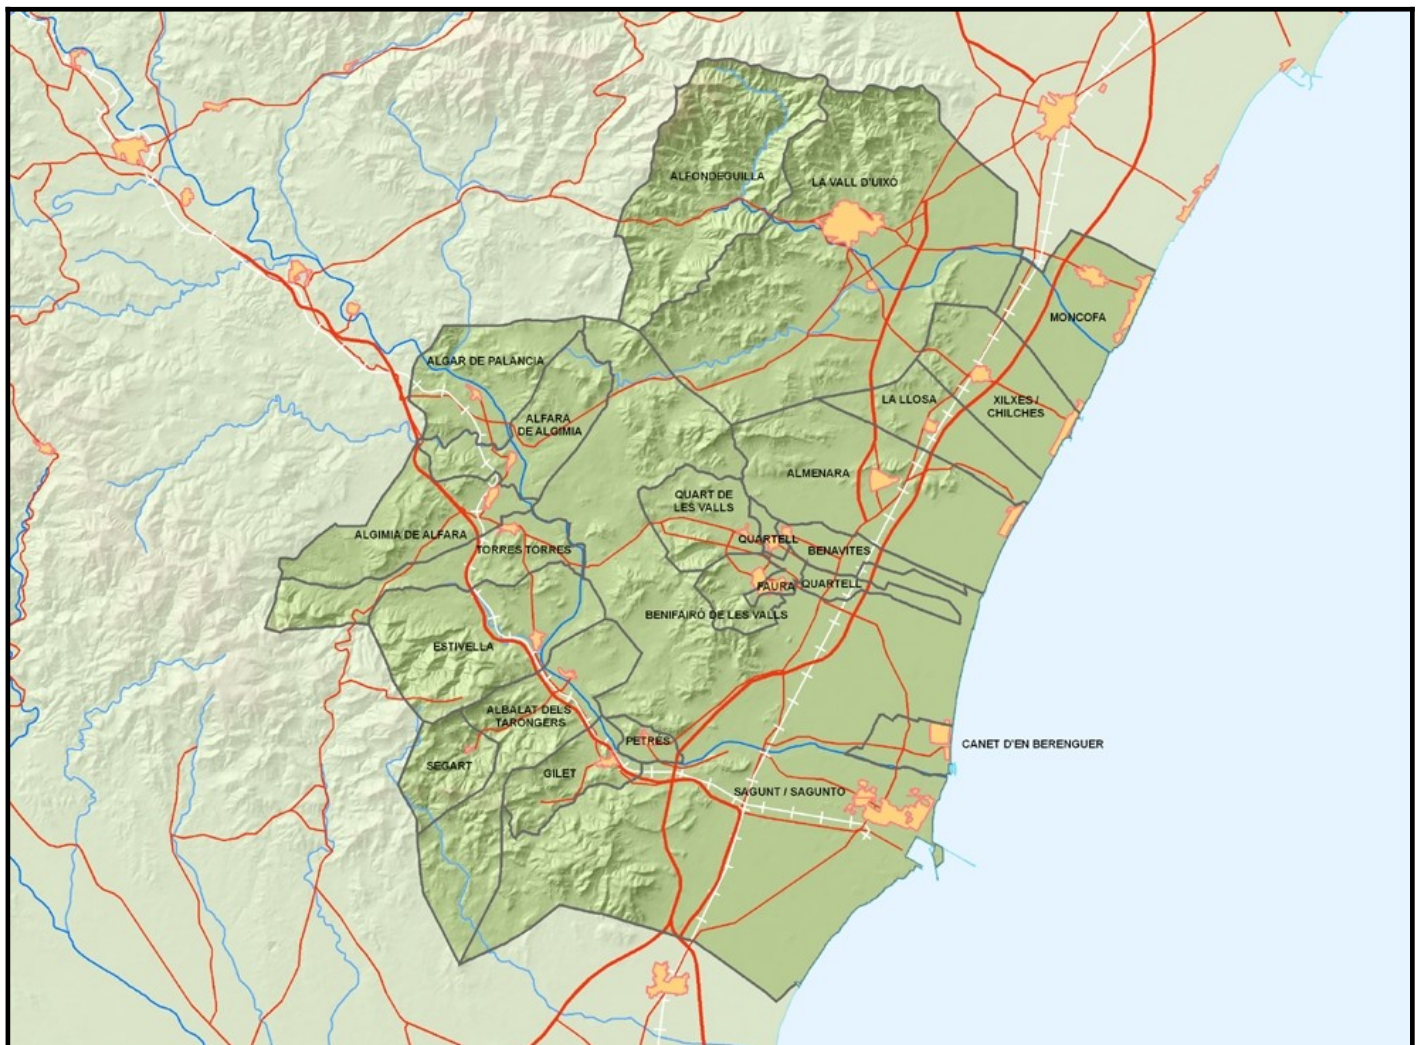 ALFONDEGUILLA
LA VALL D'UIXÓ
MONCOFA
ALGAR DE PALANCIA
LA LLOSA
XILXES /
CHILCHES
ALFARA
DE ALGIMIA
ALMENARA
QUART DE
LES VALLS
ALGIMIA DE ALFARA
TORRES TORRES
QUARTELL
BENAVITES
FAURA
QUARTELL
BENIFAIRÓ DE LES VALLS
ESTIVELLA
ALBALAT DELS
TARONGERS
PETRÉS
CANET D'EN BERENGUER
SEGART
GILET
SAGUNT / SAGUNTO